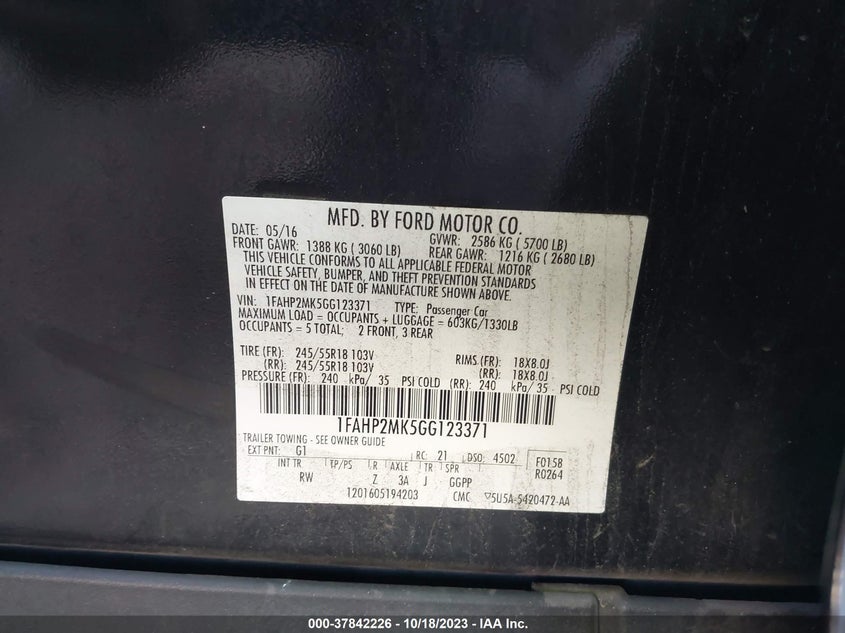 MFD. BY FORD MOTOR CO.
DATE: 05/16 GVWR: 2586 KG ( 5700 LB)
FRONT GAWR: 1388 KG ( 3060 LB) REAR GAWR: 1216 KG ( 2680 LB)
THIS VEHICLE CONFORMS TO ALL APPLICABLE FEDERAL MOTOR
VEHICLE SAFETY, BUMPER, AND THEFT PREVENTION STANDARDS
IN EFFECT ON THE DATE OF MANUFACTURE SHOWN ABOVE.
VIN: 1FAHP2MK5GG123371 TYPE: Passenger Car
MAXIMUM LOAD = OCCUPANTS + LUGGAGE = 603KG/1330LB
OCCUPANTS = 5 TOTAL; 2 FRONT, 3 REAR
TIRE (FR): 245/55R18 103V RIMS (FR): 18X8.0J
(RR): 245/55R18 103V (RR): 18X8.0J
PRESSURE (FR): 240 kPa/ 35 PSI COLD (RR): 240 kPa/ 35 PSI COLD
1FAHP2MK5GG123371
TRAILER TOWING - SEE OWNER GUIDE
EXT PNT: G1 RC: 21 DSO: 4502 F0158
INT TR TP/PS R AXLE TR SPR R0264
RW Z 3A J GGPP
1201605194203 CMC ▽5U5A-5420472-AA
000-37842226 - 10/18/2023 - IAA Inc.